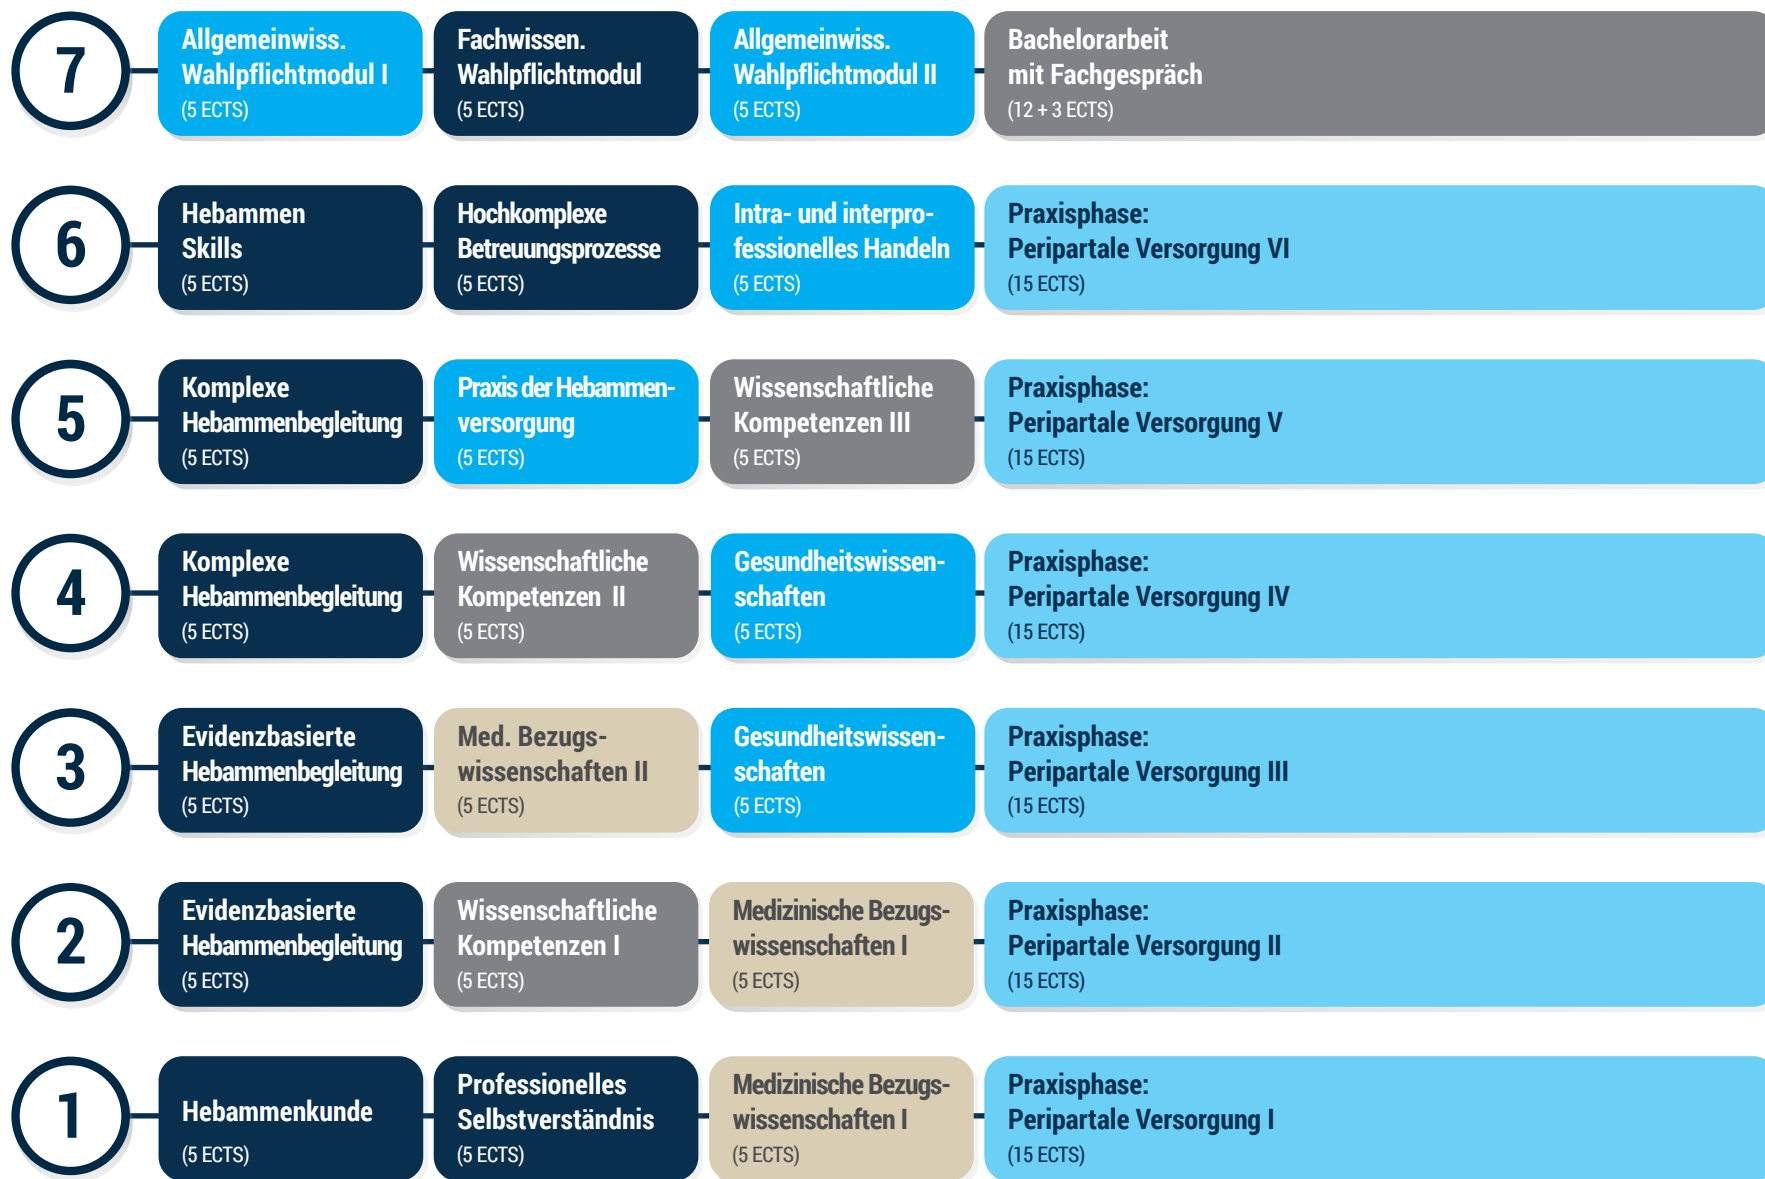 7
Allgemeinwiss.
Wahlpflichtmodul I
(5 ECTS)
Fachwissen.
Wahlpflichtmodul
(5 ECTS)
Allgemeinwiss.
Wahlpflichtmodul II
(5 ECTS)
Bachelorarbeit
mit Fachgespräch
(12 + 3 ECTS)
6
Hebammen
Skills
(5 ECTS)
Hochkomplexe
Betreuungsprozesse
(5 ECTS)
Intra- und interpro-
fessionelles Handeln
(5 ECTS)
Praxisphase:
Peripartale Versorgung VI
(15 ECTS)
5
Komplexe
Hebammenbegleitung
(5 ECTS)
Praxis der Hebammen-
versorgung
(5 ECTS)
Wissenschaftliche
Kompetenzen III
(5 ECTS)
Praxisphase:
Peripartale Versorgung V
(15 ECTS)
4
Komplexe
Hebammenbegleitung
(5 ECTS)
Wissenschaftliche
Kompetenzen II
(5 ECTS)
Gesundheitswissen-
schaften
(5 ECTS)
Praxisphase:
Peripartale Versorgung IV
(15 ECTS)
3
Evidenzbasierte
Hebammenbegleitung
(5 ECTS)
Med. Bezugs-
wissenschaften II
(5 ECTS)
Gesundheitswissen-
schaften
(5 ECTS)
Praxisphase:
Peripartale Versorgung III
(15 ECTS)
2
Evidenzbasierte
Hebammenbegleitung
(5 ECTS)
Wissenschaftliche
Kompetenzen I
(5 ECTS)
Medizinische Bezugs-
wissenschaften I
(5 ECTS)
Praxisphase:
Peripartale Versorgung II
(15 ECTS)
1
Hebammenkunde
(5 ECTS)
Professionelles
Selbstverständnis
(5 ECTS)
Medizinische Bezugs-
wissenschaften I
(5 ECTS)
Praxisphase:
Peripartale Versorgung I
(15 ECTS)